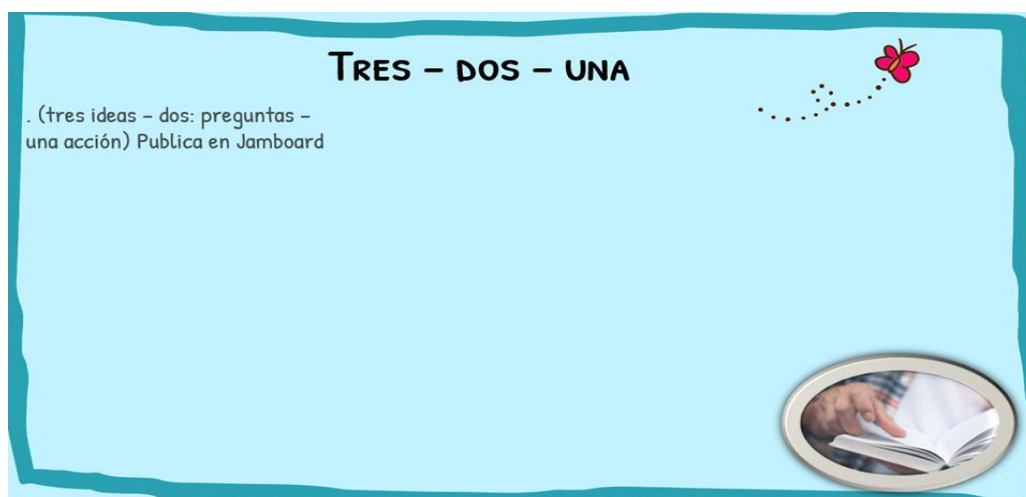 TRES – DOS – UNA
. (tres ideas – dos: preguntas –
una acción) Publica en Jamboard